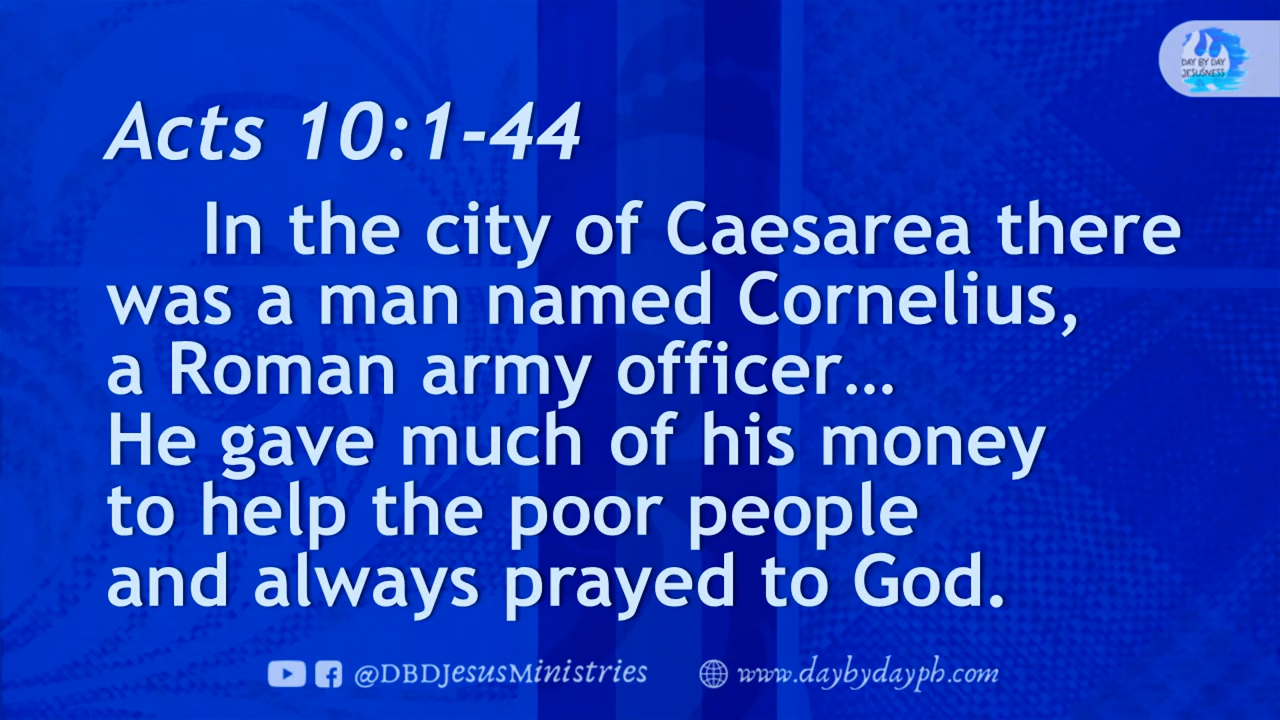 DAY BY DAY
JESUSNESS
Acts 10:1-44
In the city of Caesarea there
was a man named Cornelius,
a Roman army officer...
He gave much of his money
to help the poor people
and always prayed to God.
@DBDJesusMinistries
www.daybydayph.com